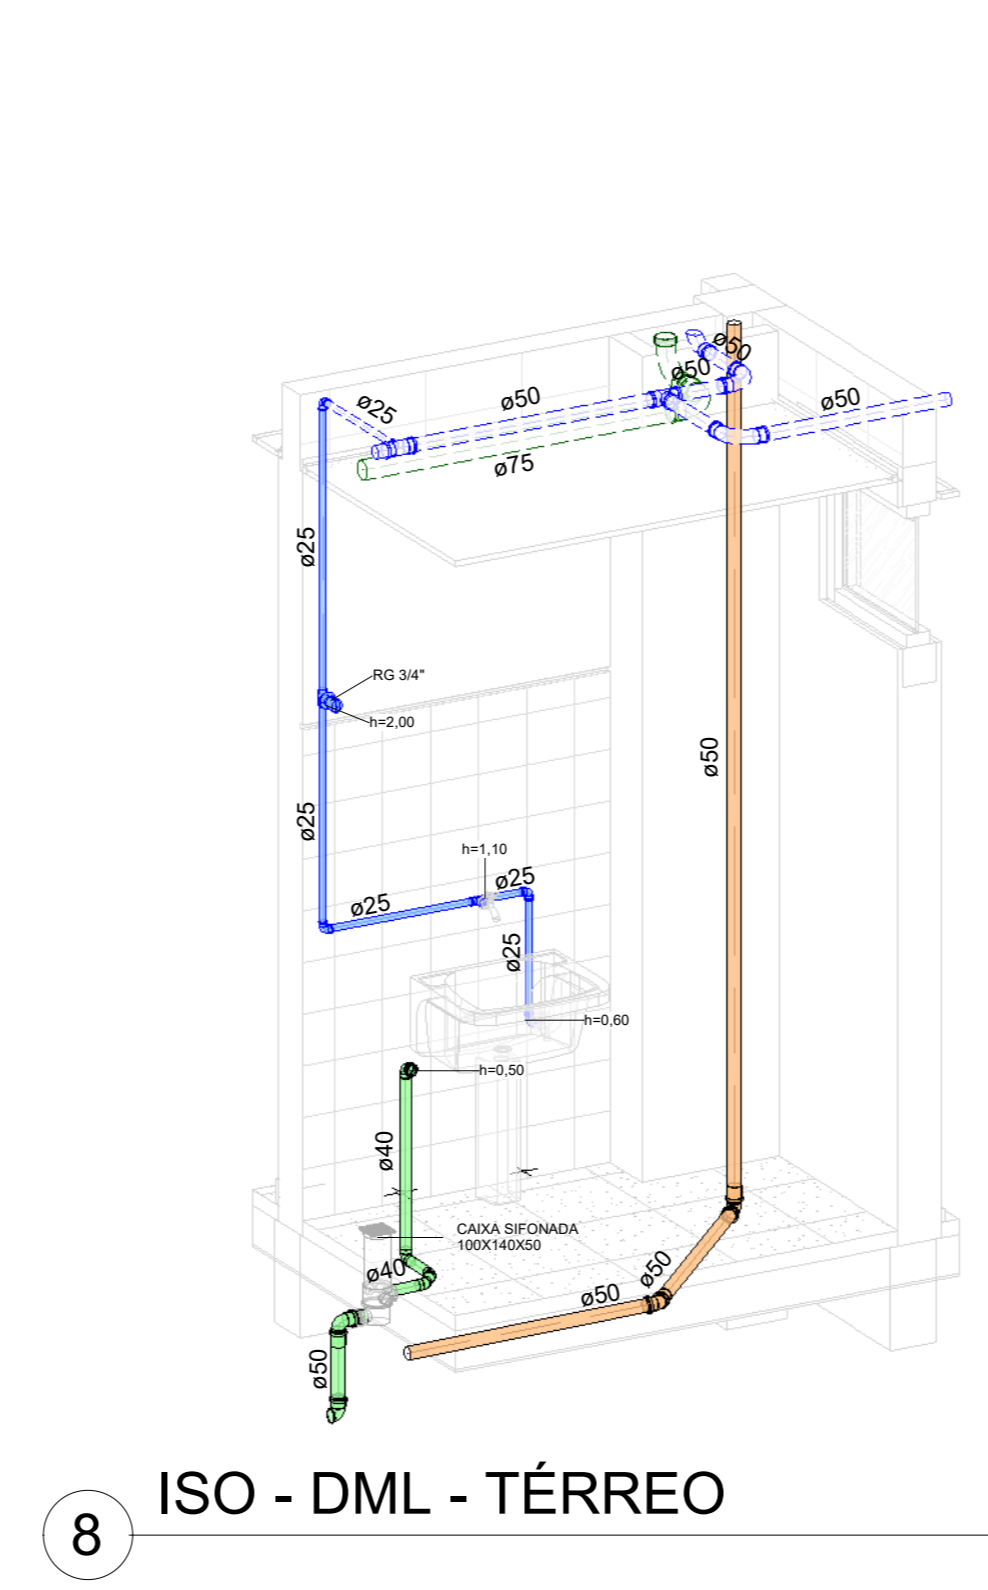 ø50
ø50
ø50
ø25
ø50
ø75
ø25
RG 3/4"
h=2,00
ø50
ø25
h=1,10
ø25
ø25
ø25
h=0,60
h=0,50
ø40
CAIXA SIFONADA
100X140X50
ø40
ø50
ø50
ø50
ISO - DML - TÉRREO
8